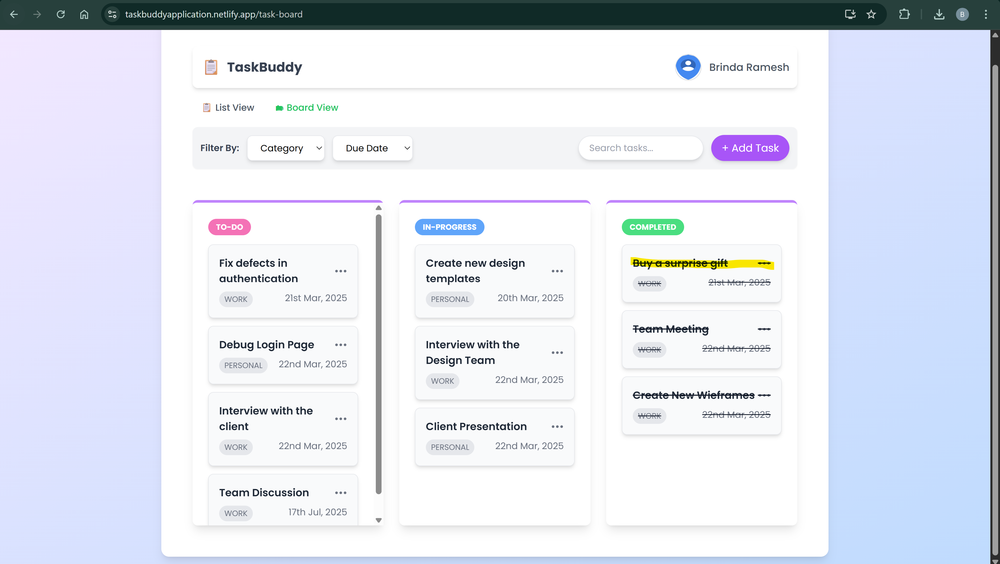 taskbuddyapplication.netlify.app/task-board
B
TaskBuddy
Brinda Ramesh
List View
Board View
Filter By:
Category
Due Date
Search tasks...
+ Add Task
TO-DO
Fix defects in
authentication
WORK
21st Mar, 2025
Debug Login Page
PERSONAL
22nd Mar, 2025
Interview with the
client
WORK
22nd Mar, 2025
Team Discussion
WORK
17th Jul, 2025
IN-PROGRESS
Create new design
templates
PERSONAL
20th Mar, 2025
Interview with the
Design Team
WORK
22nd Mar, 2025
Client Presentation
PERSONAL
22nd Mar, 2025
COMPLETED
Buy a surprise gift
WORK
21st Mar, 2025
Team Meeting
WORK
22nd Mar, 2025
Create New Wieframes
WORK
22nd Mar, 2025